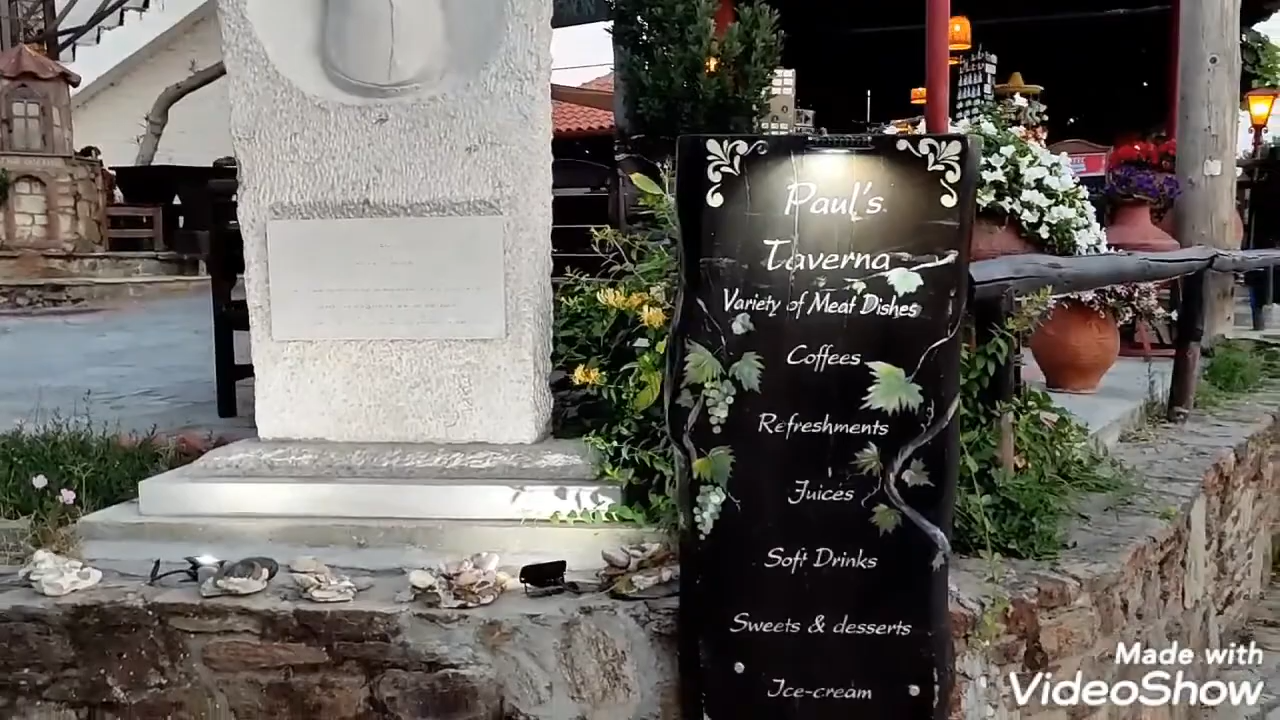 Paul's
Taverna
Variety of Meat Dishes
Coffees
Refreshments
Juices
Soft Drinks
Sweets & desserts
Ice-cream
Made with
VideoShow